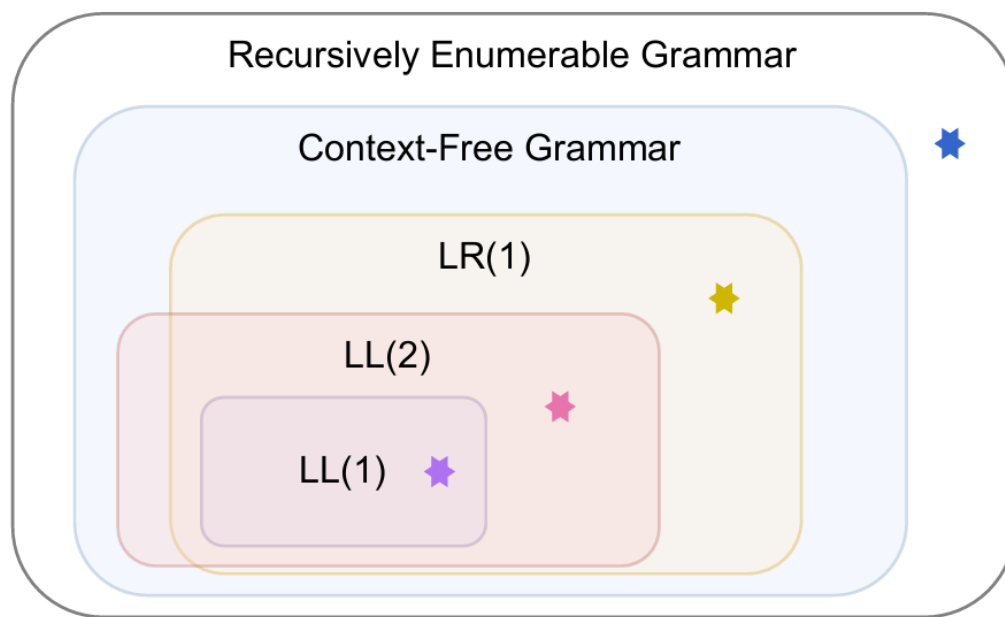 Recursively Enumerable Grammar
Context-Free Grammar
LR(1)
LL(2)
LL(1)